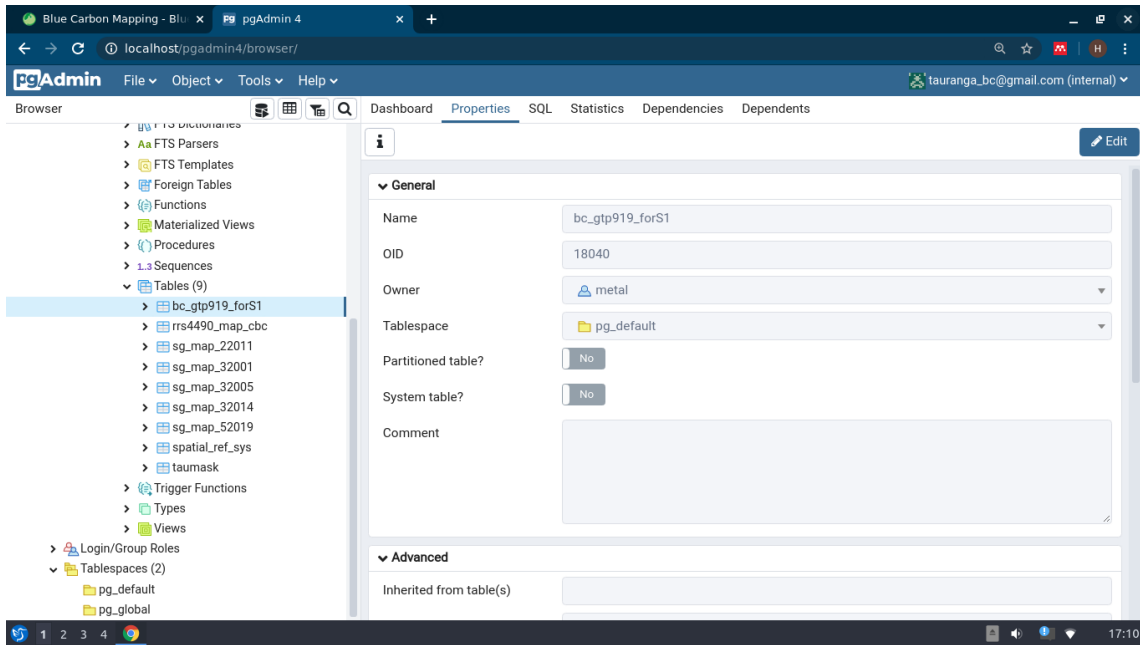 Blue Carbon Mapping - Blu
pgAdmin 4
localhost/pgadmin4/browser/
H
pgAdmin
File
Object
Tools
Help
tauranga_bc@gmail.com (internal)
Browser
Dashboard
Properties
SQL
Statistics
Dependencies
Dependents
FTS Dictionaries
FTS Parsers
FTS Templates
Foreign Tables
Functions
Materialized Views
Procedures
1..3 Sequences
Tables (9)
bc_gtp919_forS1
rrs4490_map_cbc
sg_map_22011
sg_map_32001
sg_map_32005
sg_map_32014
sg_map_52019
spatial_ref_sys
taumask
Trigger Functions
Types
Views
Login/Group Roles
Tablespaces (2)
pg_default
pg_global
i
Edit
General
Name
bc_gtp919_forS1
OID
18040
Owner
metal
Tablespace
pg_default
Partitioned table?
No
System table?
No
Comment
Advanced
Inherited from table(s)
1 2 3 4
17:10